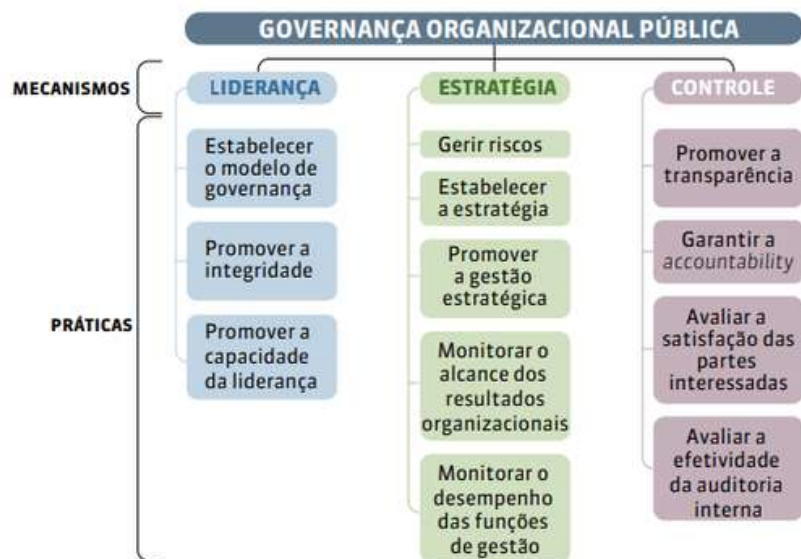 GOVERNANÇA ORGANIZACIONAL PÚBLICA
MECANISMOS
LIDERANÇA
ESTRATÉGIA
CONTROLE
PRÁTICAS
Estabelecer
o modelo de
governança
Promover a
integridade
Promover a
capacidade
da liderança
Gerir riscos
Estabelecer
a estratégia
Promover
a gestão
estratégica
Monitorar o
alcance dos
resultados
organizacionais
Monitorar o
desempenho
das funções
de gestão
Promover a
transparência
Garantir a
accountability
Avaliar a
satisfação das
partes
interessadas
Avaliar a
efetividade
da auditoria
interna